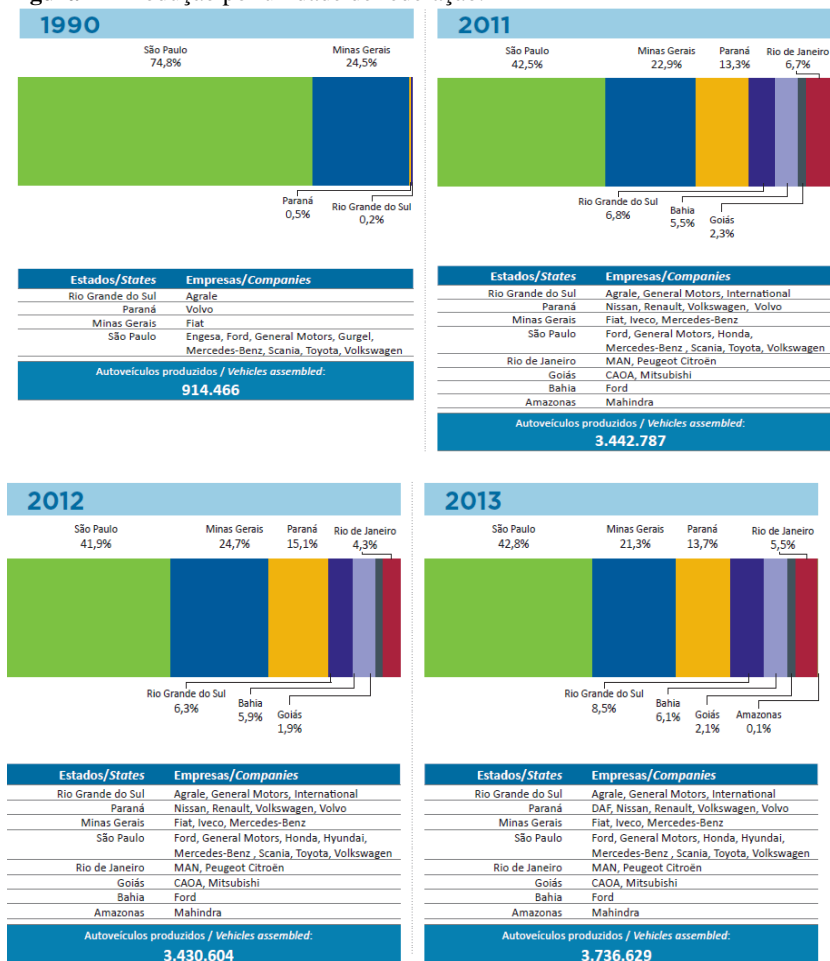 1990
São Paulo
74,8%
Minas Gerais
24,5%
Paraná
0,5%
Rio Grande do Sul
0,2%
Estados/States Empresas/Companies
Rio Grande do Sul Agrale
Paraná Volvo
Minas Gerais Fiat
São Paulo Engesa, Ford, General Motors, Gurgel,
Mercedes-Benz, Scania, Toyota, Volkswagen
Autoveículos produzidos / Vehicles assembled:
914.466
2011
São Paulo
42,5%
Minas Gerais
22,9%
Paraná
13,3%
Rio de Janeiro
6,7%
Rio Grande do Sul
6,8%
Bahia
5,5%
Goiás
2,3%
Estados/States Empresas/Companies
Rio Grande do Sul Agrale, General Motors, International
Paraná Nissan, Renault, Volkswagen, Volvo
Minas Gerais Fiat, Iveco, Mercedes-Benz
São Paulo Ford, General Motors, Honda,
Mercedes-Benz , Scania, Toyota, Volkswagen
Rio de Janeiro MAN, Peugeot Citroën
Goiás CAOA, Mitsubishi
Bahia Ford
Amazonas Mahindra
Autoveículos produzidos / Vehicles assembled:
3.442.787
2012
São Paulo
41,9%
Minas Gerais
24,7%
Paraná
15,1%
Rio de Janeiro
4,3%
Rio Grande do Sul
6,3%
Bahia
5,9%
Goiás
1,9%
Estados/States Empresas/Companies
Rio Grande do Sul Agrale, General Motors, International
Paraná Nissan, Renault, Volkswagen, Volvo
Minas Gerais Fiat, Iveco, Mercedes-Benz
São Paulo Ford, General Motors, Honda, Hyundai,
Mercedes-Benz , Scania, Toyota, Volkswagen
Rio de Janeiro MAN, Peugeot Citroën
Goiás CAOA, Mitsubishi
Bahia Ford
Amazonas Mahindra
Autoveículos produzidos / Vehicles assembled:
3.430.604
2013
São Paulo
42,8%
Minas Gerais
21,3%
Paraná
13,7%
Rio de Janeiro
5,5%
Rio Grande do Sul
8,5%
Bahia
6,1%
Goiás
2,1%
Amazonas
0,1%
Estados/States Empresas/Companies
Rio Grande do Sul Agrale, General Motors, International
Paraná DAF, Nissan, Renault, Volkswagen, Volvo
Minas Gerais Fiat, Iveco, Mercedes-Benz
São Paulo Ford, General Motors, Honda, Hyundai,
Mercedes-Benz , Scania, Toyota, Volkswagen
Rio de Janeiro MAN, Peugeot Citroën
Goiás CAOA, Mitsubishi
Bahia Ford
Amazonas Mahindra
Autoveículos produzidos / Vehicles assembled:
3.736.629